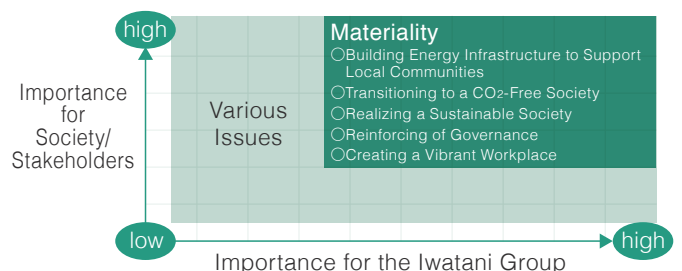 high
Materiality
○Building Energy Infrastructure to Support
Local Communities
○Transitioning to a CO2-Free Society
○Realizing a Sustainable Society
○Reinforcing of Governance
○Creating a Vibrant Workplace
Importance
for
Society/
Stakeholders
Various
Issues
low
high
Importance for the Iwatani Group